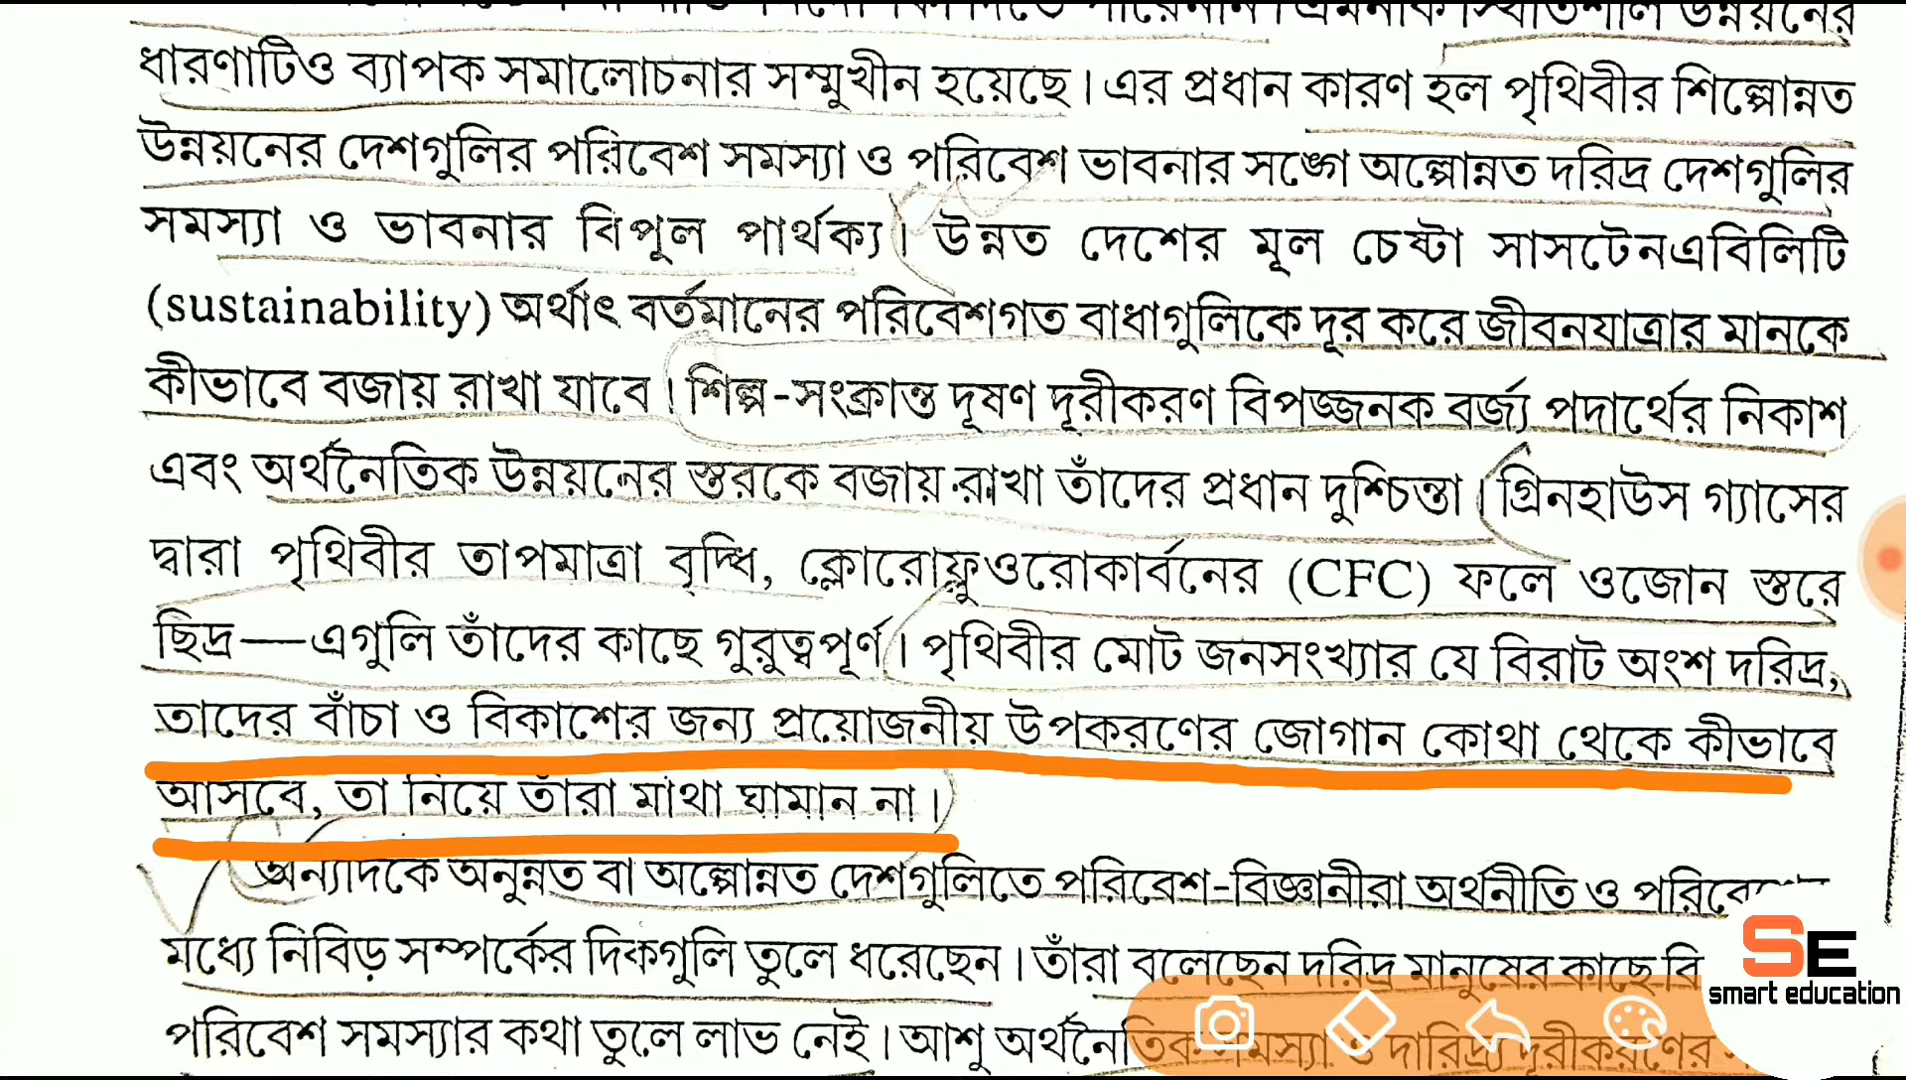 স্থিতিশীল উন্নয়নের
ধারণাটিও ব্যাপক সমালোচনার সম্মুখীন হয়েছে। এর প্রধান কারণ হল পৃথিবীর শিল্পোন্নত
উন্নয়নের দেশগুলির পরিবেশ সমস্যা ও পরিবেশ ভাবনার সঙ্গে অল্পোন্নত দরিদ্র দেশগুলির
সমস্যা ও ভাবনার বিপুল পার্থক্য। উন্নত দেশের মূল চেষ্টা সাসটেনএবিলিটি
(sustainability) অর্থাৎ বর্তমানের পরিবেশগত বাধাগুলিকে দূর করে জীবনযাত্রার মানকে
কীভাবে বজায় রাখা যাবে। শিল্প-সংক্রান্ত দূষণ দূরীকরণ বিপজ্জনক বর্জ্য পদার্থের নিকাশ
এবং অর্থনৈতিক উন্নয়নের স্তরকে বজায় রাখা তাঁদের প্রধান দুশ্চিন্তা। গ্রিনহাউস গ্যাসের
দ্বারা পৃথিবীর তাপমাত্রা বৃদ্ধি, ক্লোরোফ্লুওরোকার্বনের (CFC) ফলে ওজোন স্তরে
ছিদ্র—এগুলি তাঁদের কাছে গুরুত্বপূর্ণ। পৃথিবীর মোট জনসংখ্যার যে বিরাট অংশ দরিদ্র,
তাদের বাঁচা ও বিকাশের জন্য প্রয়োজনীয় উপকরণের জোগান কোথা থেকে কীভাবে
আসবে, তা নিয়ে তাঁরা মাথা ঘামান না।
অন্যদিকে অনুন্নত বা অল্পোন্নত দেশগুলিতে পরিবেশ-বিজ্ঞানীরা অর্থনীতি ও
মধ্যে নিবিড় সম্পর্কের দিকগুলি তুলে ধরেছেন। তাঁরা বলেছেন দরিদ্র মানুষের কাছে
পরিবেশ সমস্যার কথা তুলে লাভ নেই। আশু অর্থনৈতিক সমস্যা ও দারিদ্র্য দূরীকরণের
SE
smart education